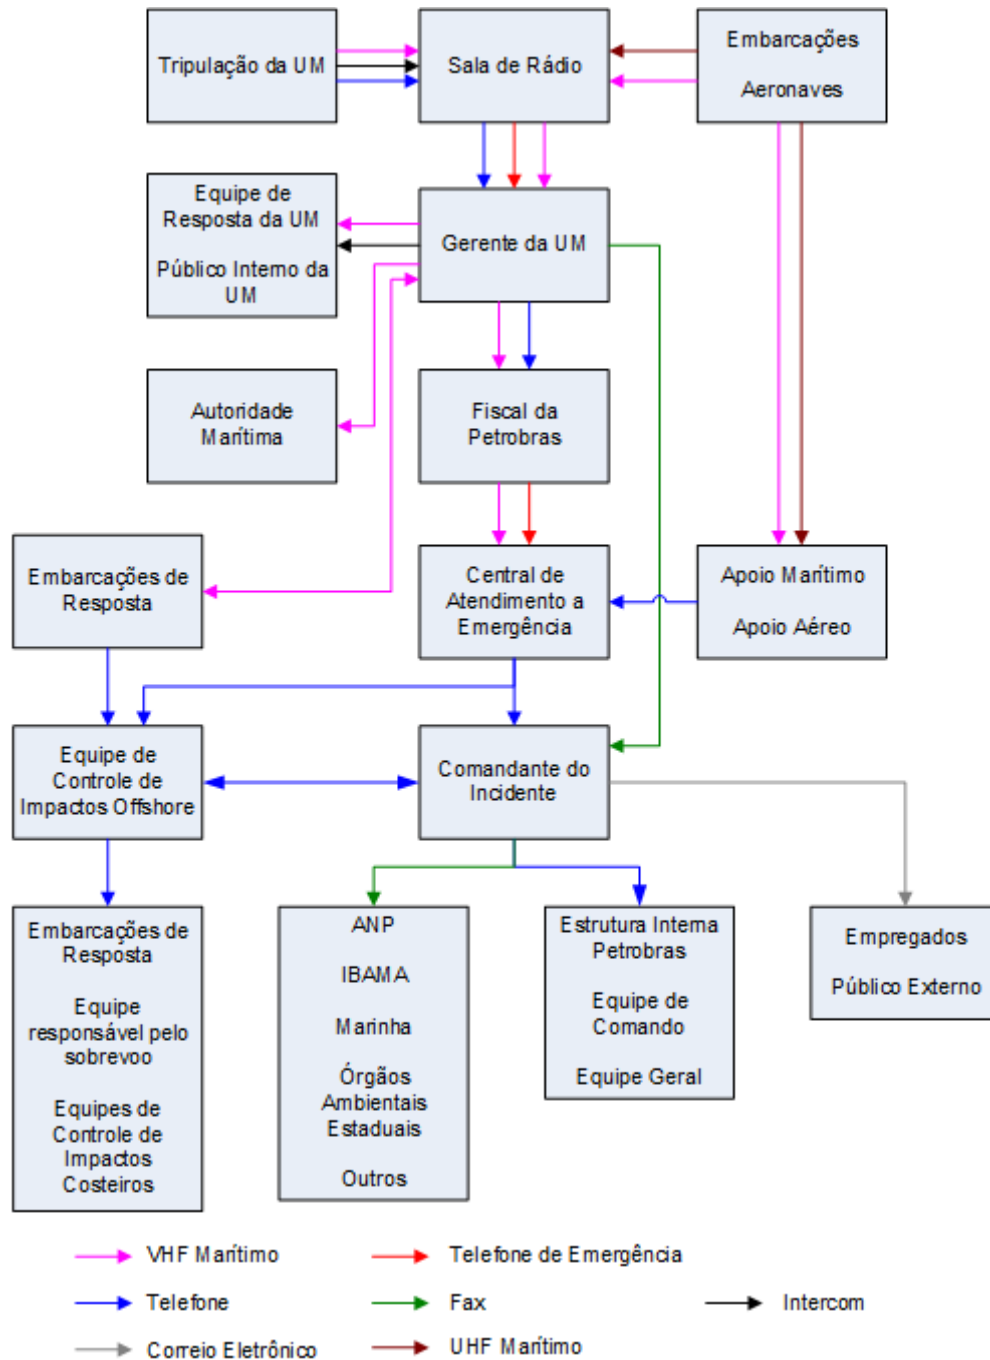 Tripulação da UM
Sala de Rádio
Embarcações
Aeronaves
Equipe de
Resposta da UM
Público Interno da
UM
Gerente da UM
Autoridade
Marítima
Fiscal da
Petrobras
Embarcações de
Resposta
Central de
Atendimento a
Emergência
Apoio Marítimo
Apoio Aéreo
Equipe de
Controle de
Impactos Offshore
Comandante do
Incidente
Embarcações de
Resposta
Equipe
responsável pelo
sobrevoo
Equipes de
Controle de
Impactos
Costeiros
ANP
IBAMA
Marinha
Órgãos
Ambientais
Estaduais
Outros
Estrutura Interna
Petrobras
Equipe de
Comando
Equipe Geral
Empregados
Público Externo
VHF Marítimo
Telefone de Emergência
Telefone
Fax
Intercom
Correio Eletrônico
UHF Marítimo